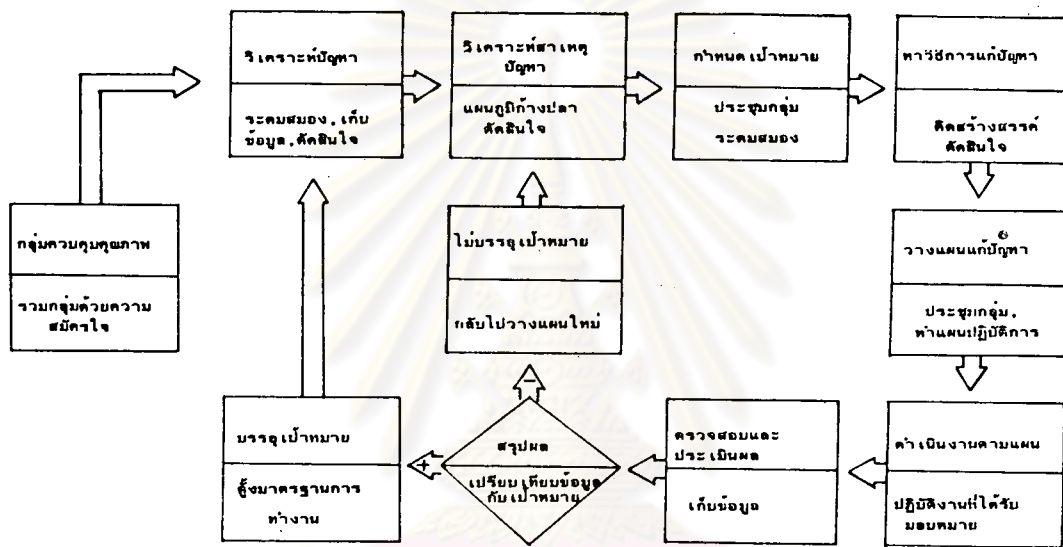 วิเคราะห์ปัญหา
ระดมสมอง, เก็บ
ข้อมูล, ตัดสินใจ
วิเคราะห์สาเหตุ
ปัญหา
แผนภูมิก้างปลา
ตัดสินใจ
กำหนดเป้าหมาย
ประชุมกลุ่ม
ระดมสมอง
หาวิธีการแก้ปัญหา
คิดสร้างสรรค์
ตัดสินใจ
กลุ่มควบคุมคุณภาพ
รวมกลุ่มด้วยความ
สมัครใจ
ไม่บรรลุเป้าหมาย
กลับไปวางแผนใหม่
วางแผนแก้ปัญหา
ประชุมกลุ่ม,
ทำแผนปฏิบัติการ
บรรลุเป้าหมาย
ตั้งมาตรฐานการ
ทำงาน
+
-
สรุปผล
เปรียบเทียบข้อมูล
กับเป้าหมาย
ตรวจสอบและ
ประเมินผล
เก็บข้อมูล
ดำเนินงานตามแผน
ปฏิบัติงานที่ได้รับ
มอบหมาย